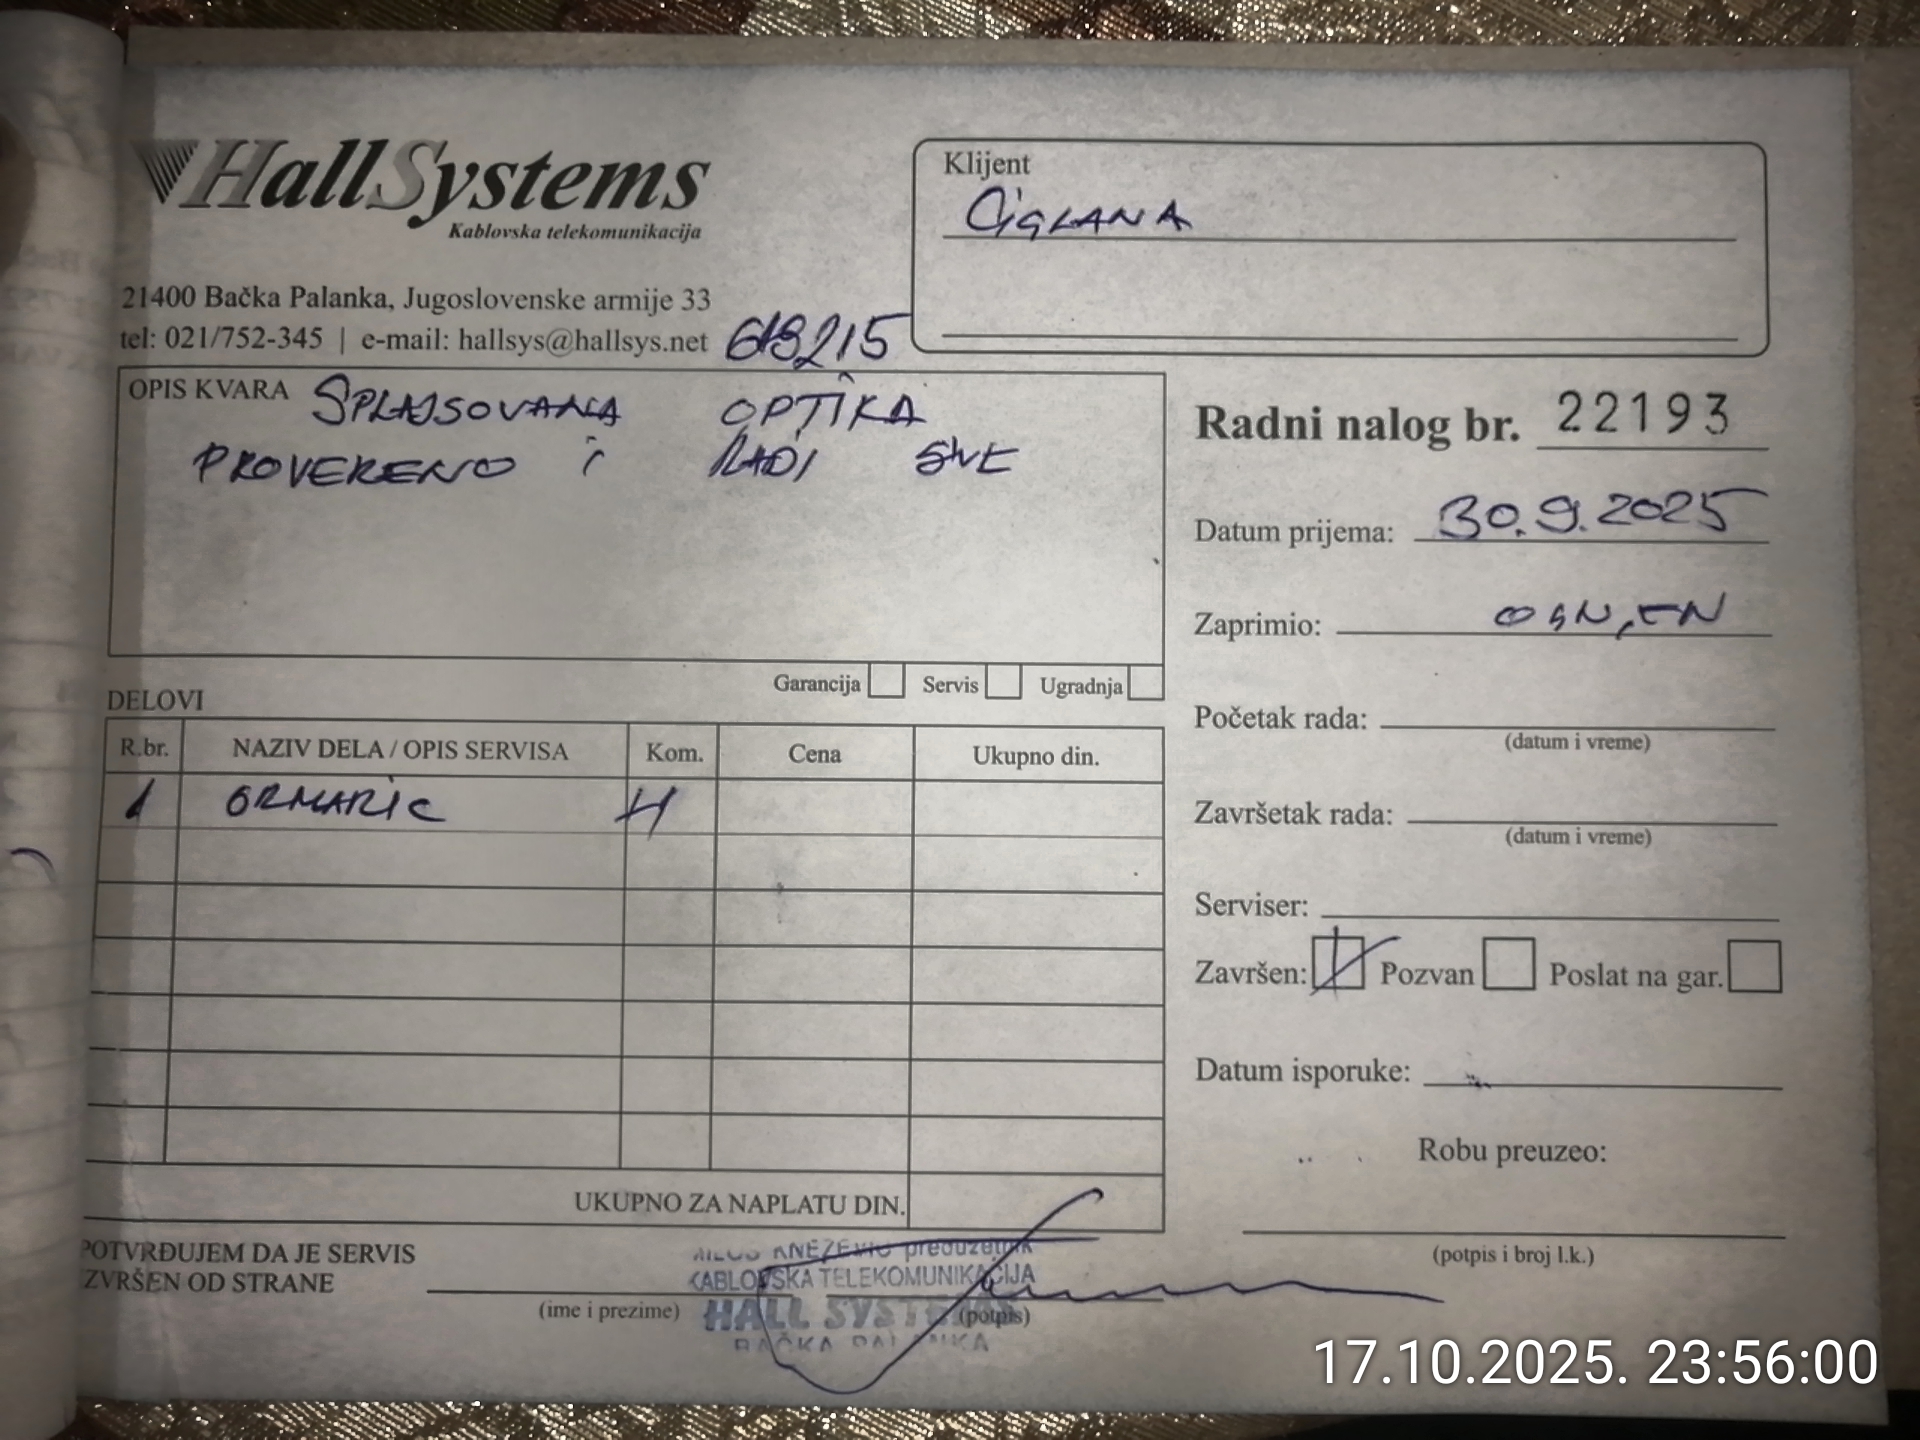 HallSystems
Kablovska telekomunikacija
21400 Bačka Palanka, Jugoslovenske armije 33
tel: 021/752-345 | e-mail: hallsys@hallsys.net
Klijent
CiGLANA
OPIS KVARA SPLAJSOVANA OPTIKA
PROVERENO i RADi SVE
Garancija Servis Ugradnja
DELOVI
R.br. NAZIV DELA / OPIS SERVISA Kom. Cena Ukupno din.
1 ORMARiC
UKUPNO ZA NAPLATU DIN.
POTVRĐUJEM DA JE SERVIS
IZVRŠEN OD STRANE
(ime i prezime)
(potpis)
KNEŽEVIĆ preduzetnik
KABLOVSKA TELEKOMUNIKACIJA
HALL SYSTEMS
BAČKA PALANKA
Radni nalog br. 22193
Datum prijema: 30.9.2025
Zaprimio:
Početak rada:
(datum i vreme)
Završetak rada:
(datum i vreme)
Serviser:
Završen: Pozvan Poslat na gar.
Datum isporuke:
Robu preuzeo:
(potpis i broj l.k.)
17.10.2025. 23:56:00